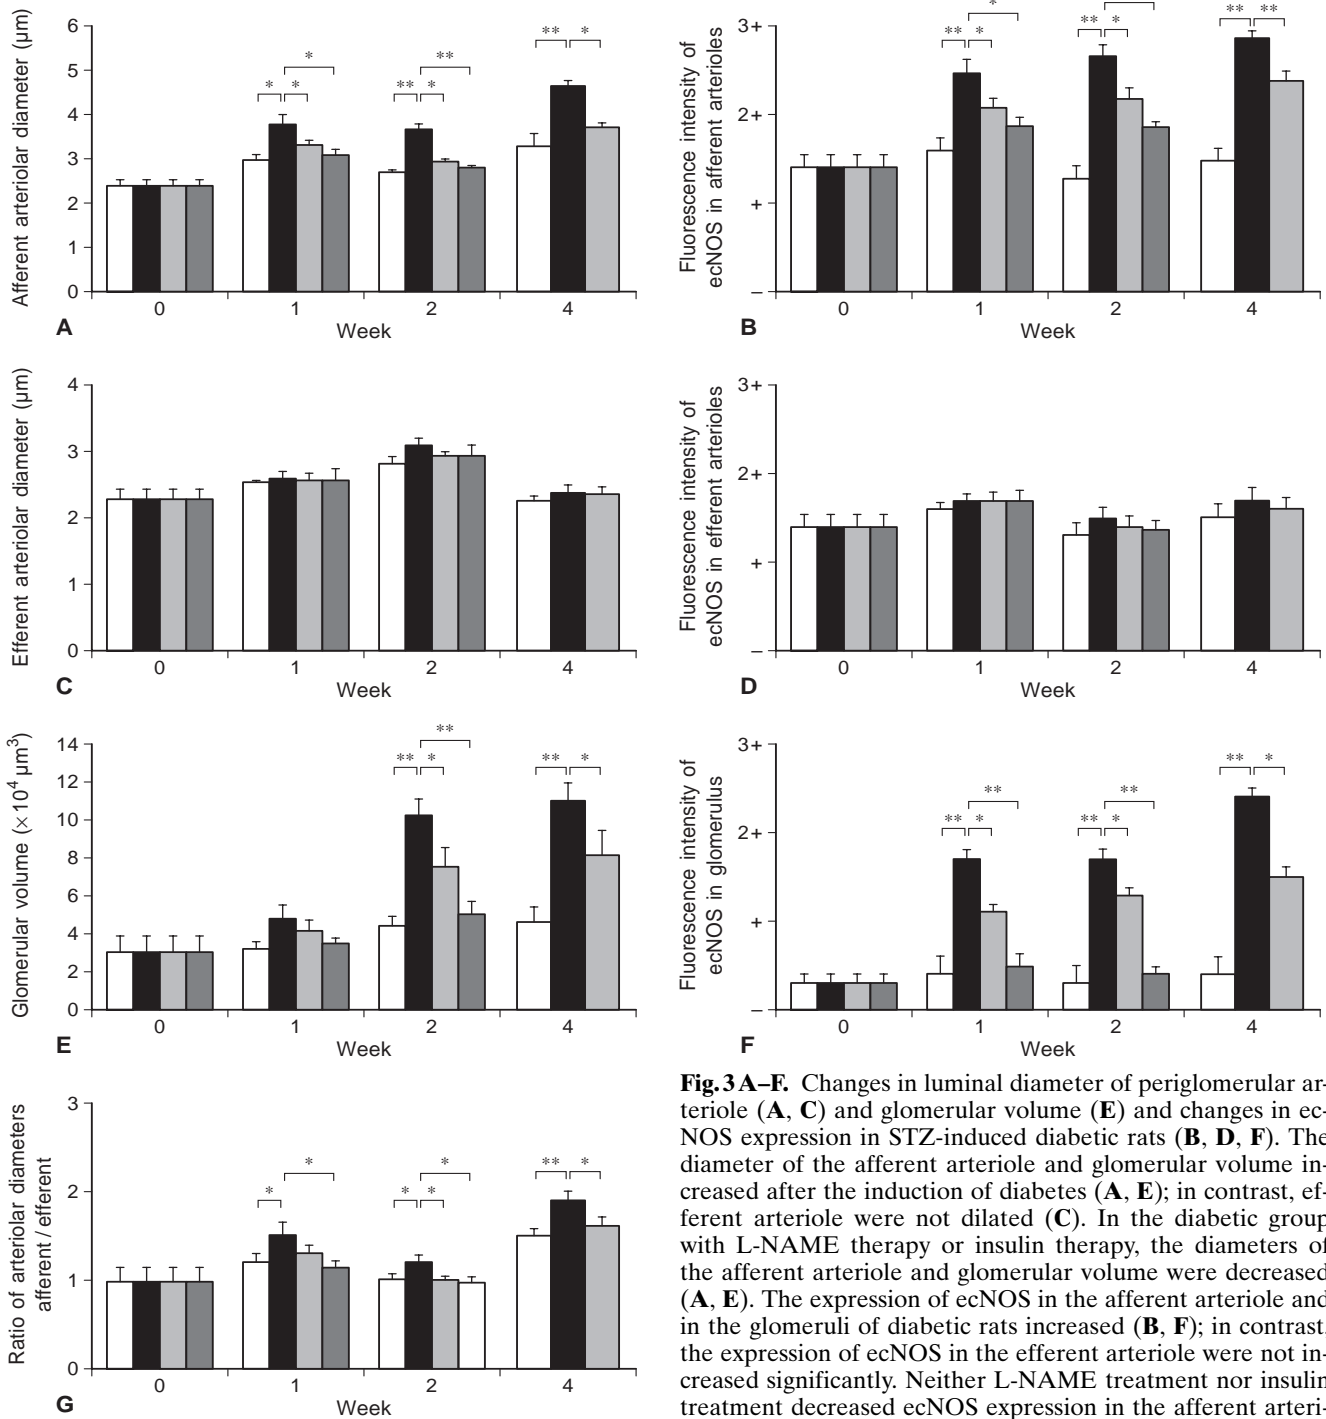 Afferent arteriolar diameter (µm)
6
5
4
3
2
1
0
* * *
** * **
** *
0 1 2 4
Week
A
Fluorescence intensity of
ecNOS in afferent arterioles
3+
2+
+
–
** * *
** *
** **
0 1 2 4
Week
B
Efferent arteriolar diameter (µm)
4
3
2
1
0
0 1 2 4
Week
C
Fluorescence intensity of
ecNOS in efferent arterioles
3+
2+
+
–
0 1 2 4
Week
D
Glomerular volume (×10⁴ µm³)
14
12
10
8
6
4
2
0
** * **
** *
0 1 2 4
Week
E
Fluorescence intensity of
ecNOS in glomerulus
3+
2+
+
–
** * **
** * **
** *
0 1 2 4
Week
F
Ratio of arteriolar diameters
afferent / efferent
3
2
1
0
* *
* * *
** *
0 1 2 4
Week
G
Fig. 3 A–F. Changes in luminal diameter of periglomerular ar-
teriole (A, C) and glomerular volume (E) and changes in ec-
NOS expression in STZ-induced diabetic rats (B, D, F). The
diameter of the afferent arteriole and glomerular volume in-
creased after the induction of diabetes (A, E); in contrast, ef-
ferent arteriole were not dilated (C). In the diabetic group
with L-NAME therapy or insulin therapy, the diameters of
the afferent arteriole and glomerular volume were decreased
(A, E). The expression of ecNOS in the afferent arteriole and
in the glomeruli of diabetic rats increased (B, F); in contrast,
the expression of ecNOS in the efferent arteriole were not in-
creased significantly. Neither L-NAME treatment nor insulin
treatment decreased ecNOS expression in the afferent arteri-